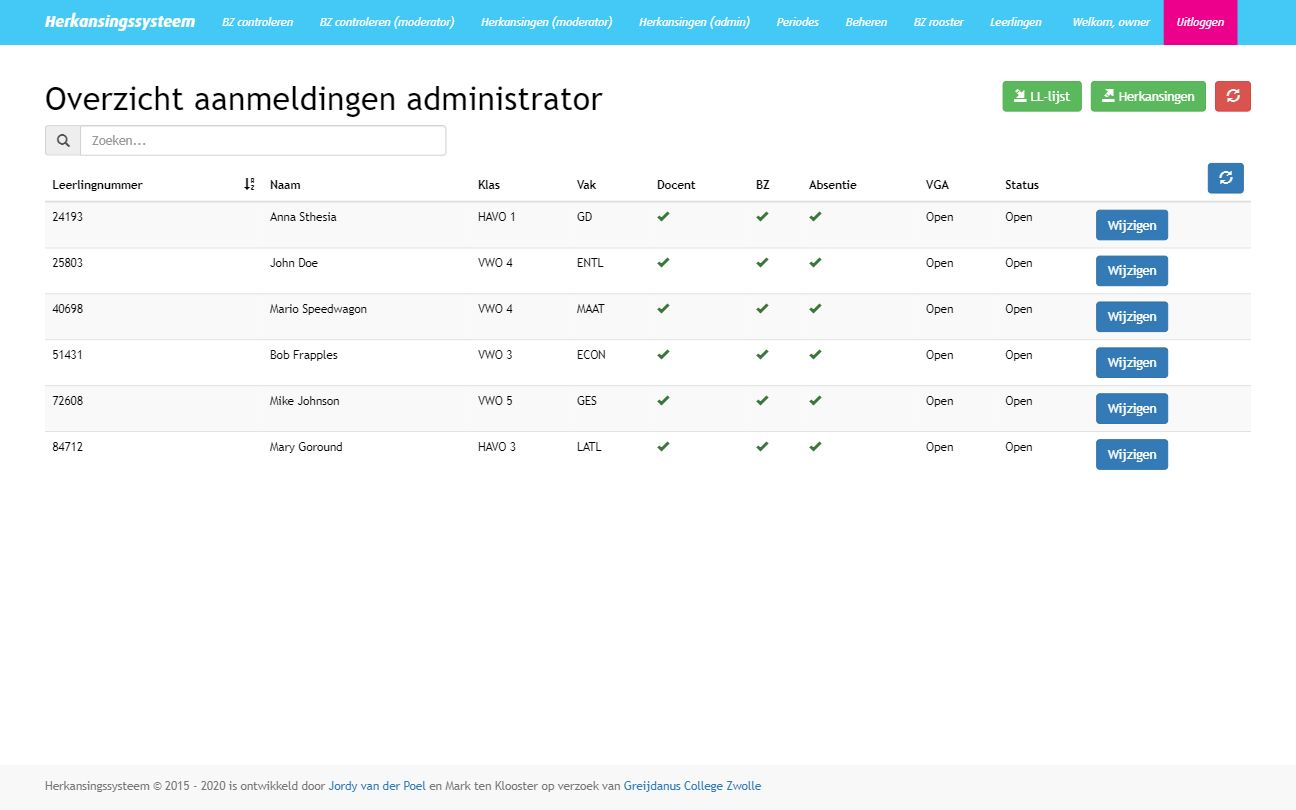 Herkansingssysteem BZ controleren BZ controleren (moderator) Herkansingen (moderator) Herkansingen (admin) Periodes Beheren BZ rooster Leerlingen Welkom, owner Uitloggen
Overzicht aanmeldingen administrator LL-lijst Herkansingen
Zoeken...
Leerlingnummer Naam Klas Vak Docent BZ Absentie VGA Status
24193 Anna Sthesia HAVO 1 GD Open Open Wijzigen
25803 John Doe VWO 4 ENTL Open Open Wijzigen
40698 Mario Speedwagon VWO 4 MAAT Open Open Wijzigen
51431 Bob Frapples VWO 3 ECON Open Open Wijzigen
72608 Mike Johnson VWO 5 GES Open Open Wijzigen
84712 Mary Goround HAVO 3 LATL Open Open Wijzigen
Herkansingssysteem © 2015 - 2020 is ontwikkeld door Jordy van der Poel en Mark ten Klooster op verzoek van Greijdanus College Zwolle